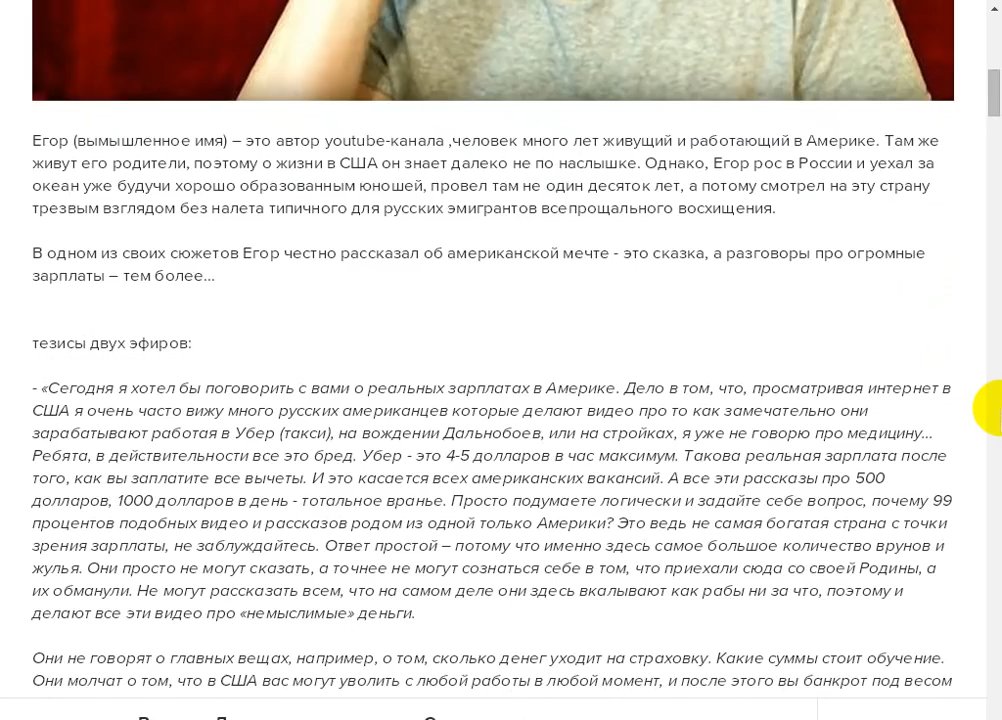 Егор (вымышленное имя) – это автор youtube-канала ,человек много лет живущий и работающий в Америке. Там же
живут его родители, поэтому о жизни в США он знает далеко не по наслышке. Однако, Егор рос в России и уехал за
океан уже будучи хорошо образованным юношей, провел там не один десяток лет, а потому смотрел на эту страну
трезвым взглядом без налета типичного для русских эмигрантов всепрощального восхищения.
В одном из своих сюжетов Егор честно рассказал об американской мечте - это сказка, а разговоры про огромные
зарплаты – тем более...
тезисы двух эфиров:
- «Сегодня я хотел бы поговорить с вами о реальных зарплатах в Америке. Дело в том, что, просматривая интернет в
США я очень часто вижу много русских американцев которые делают видео про то как замечательно они
зарабатывают работая в Убер (такси), на вождении Дальнобоев, или на стройках, я уже не говорю про медицину...
Ребята, в действительности все это бред. Убер - это 4-5 долларов в час максимум. Такова реальная зарплата после
того, как вы заплатите все вычеты. И это касается всех американских вакансий. А все эти рассказы про 500
долларов, 1000 долларов в день - тотальное вранье. Просто подумаете логически и задайте себе вопрос, почему 99
процентов подобных видео и рассказов родом из одной только Америки? Это ведь не самая богатая страна с точки
зрения зарплаты, не заблуждайтесь. Ответ простой – потому что именно здесь самое большое количество врунов и
жулья. Они просто не могут сказать, а точнее не могут сознаться себе в том, что приехали сюда со своей Родины, а
их обманули. Не могут рассказать всем, что на самом деле они здесь вкалывают как рабы ни за что, поэтому и
делают все эти видео про «немыслимые» деньги.
Они не говорят о главных вещах, например, о том, сколько денег уходит на страховку. Какие суммы стоит обучение.
Они молчат о том, что в США вас могут уволить с любой работы в любой момент, и после этого вы банкрот под весом